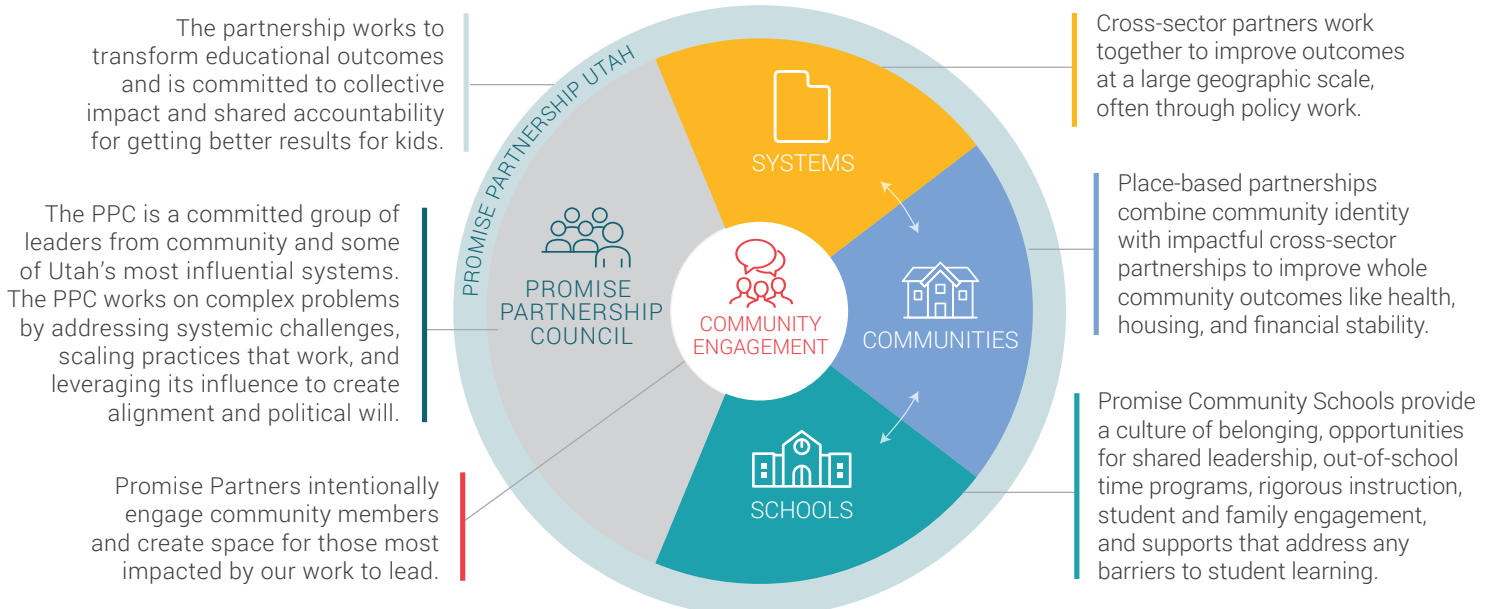 The partnership works to
transform educational outcomes
and is committed to collective
impact and shared accountability
for getting better results for kids.
The PPC is a committed group of
leaders from community and some
of Utah's most influential systems.
The PPC works on complex problems
by addressing systemic challenges,
scaling practices that work, and
leveraging its influence to create
alignment and political will.
Promise Partners intentionally
engage community members
and create space for those most
impacted by our work to lead.
PROMISE PARTNERSHIP UTAH
PROMISE
PARTNERSHIP
COUNCIL
SYSTEMS
COMMUNITY
ENGAGEMENT
COMMUNITIES
SCHOOLS
Cross-sector partners work
together to improve outcomes
at a large geographic scale,
often through policy work.
Place-based partnerships
combine community identity
with impactful cross-sector
partnerships to improve whole
community outcomes like health,
housing, and financial stability.
Promise Community Schools provide
a culture of belonging, opportunities
for shared leadership, out-of-school
time programs, rigorous instruction,
student and family engagement,
and supports that address any
barriers to student learning.